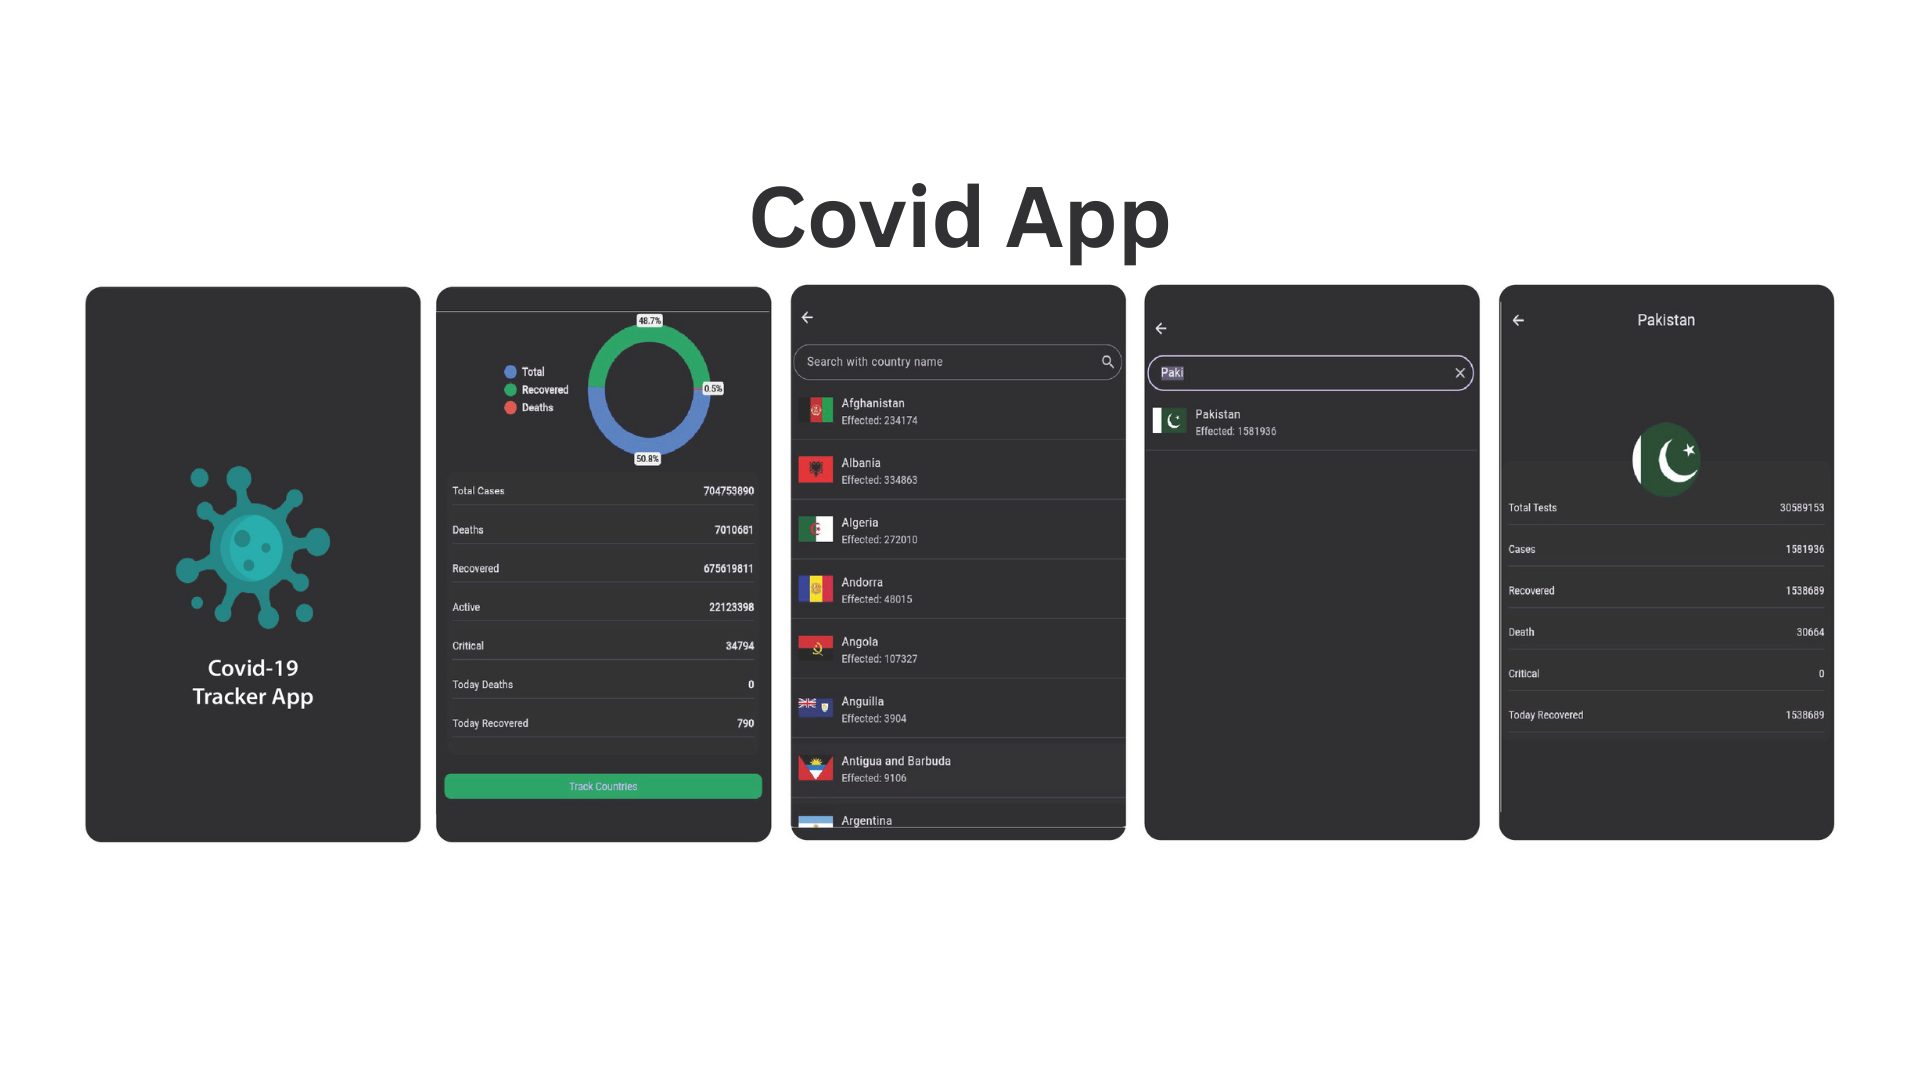 Covid App
Covid-19
Tracker App
48.7%
Total
Recovered
Deaths
0.5%
50.8%
Total Cases 704753890
Deaths 7010681
Recovered 675619811
Active 22123398
Critical 34794
Today Deaths 0
Today Recovered 790
Track Countries
Search with country name
Afghanistan
Effected: 234174
Albania
Effected: 334863
Algeria
Effected: 272010
Andorra
Effected: 48015
Angola
Effected: 107327
Anguilla
Effected: 3904
Antigua and Barbuda
Effected: 9106
Argentina
Paki
Pakistan
Effected: 1581936
Pakistan
Total Tests 30589153
Cases 1581936
Recovered 1538689
Death 30664
Critical 0
Today Recovered 1538689